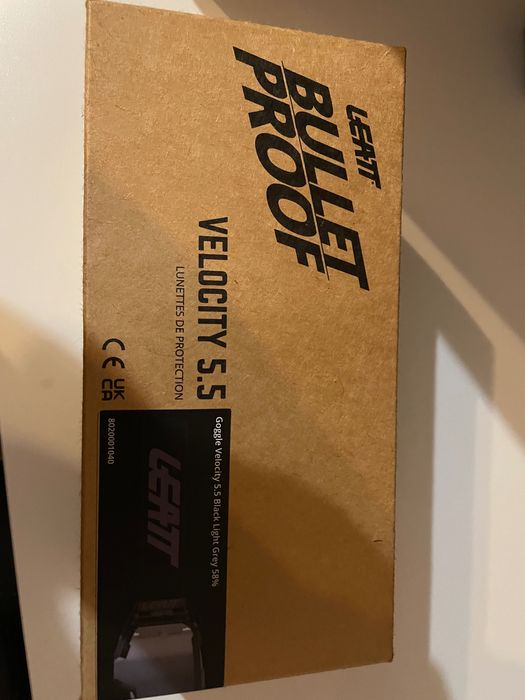 LEATT
BULLET
PROOF
VELOCITY 5.5
LUNETTES DE PROTECTION
CE UK
CA
Goggle Velocity 5.5 Black Light Grey 58%
LEATT
8020001040